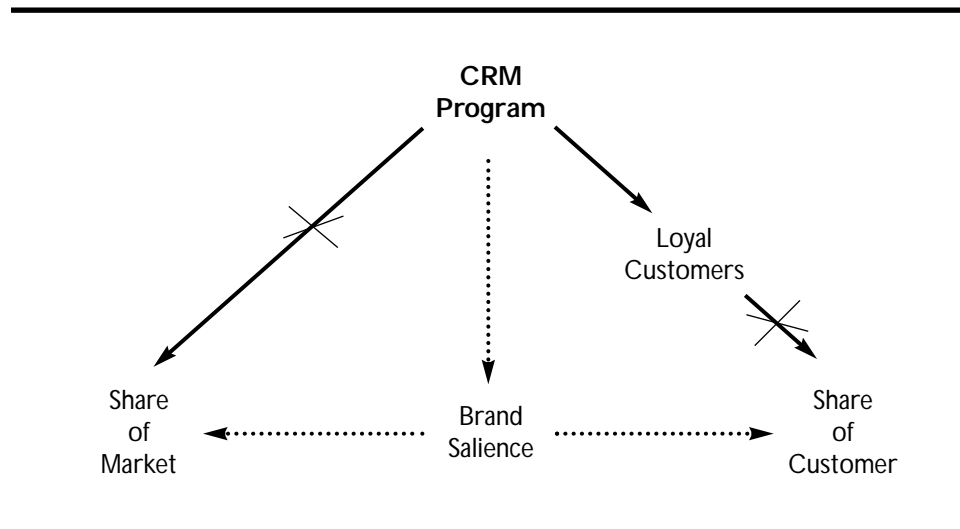 CRM
Program
Loyal
Customers
Share
of
Market
Brand
Salience
Share
of
Customer